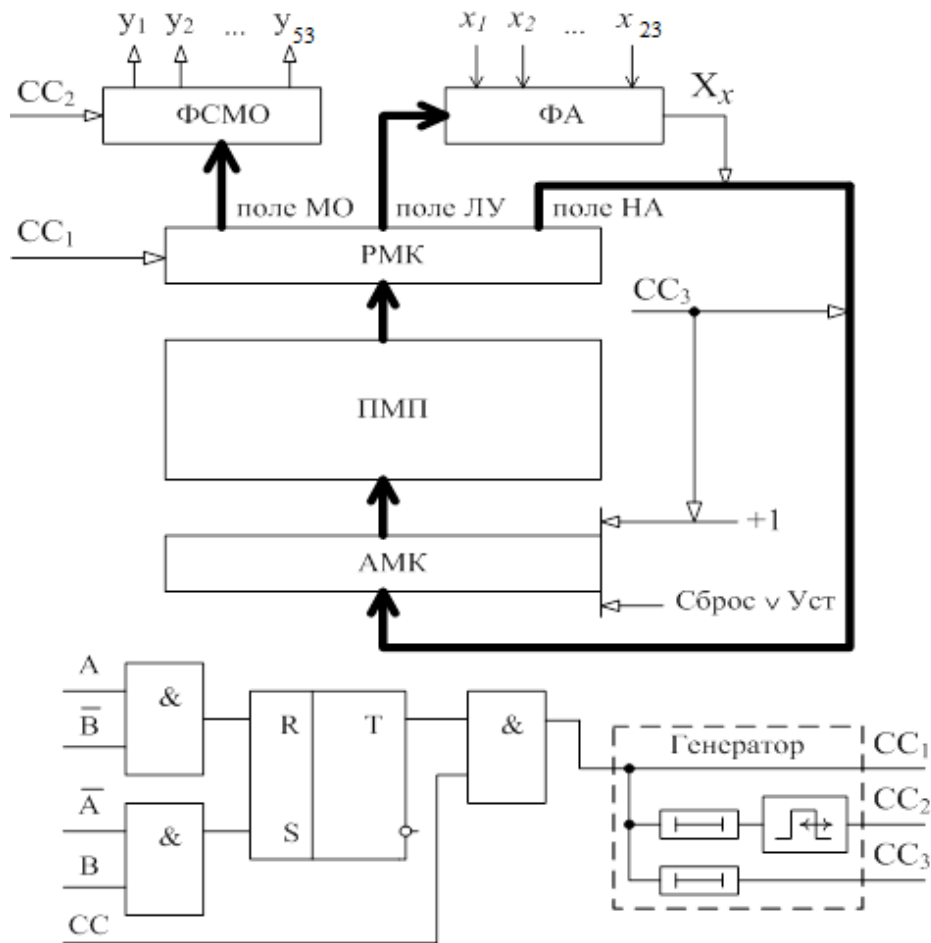 y1 y2 ... y53
x1 x2 ... x23
CC2
ФСМО
ФА
Xx
поле МО
поле ЛУ
поле НА
CC1
РМК
CC3
ПМП
+1
АМК
Сброс ∨ Уст
A
B̅
&
R
T
&
Генератор
CC1
CC2
CC3
A̅
B
&
S
CC